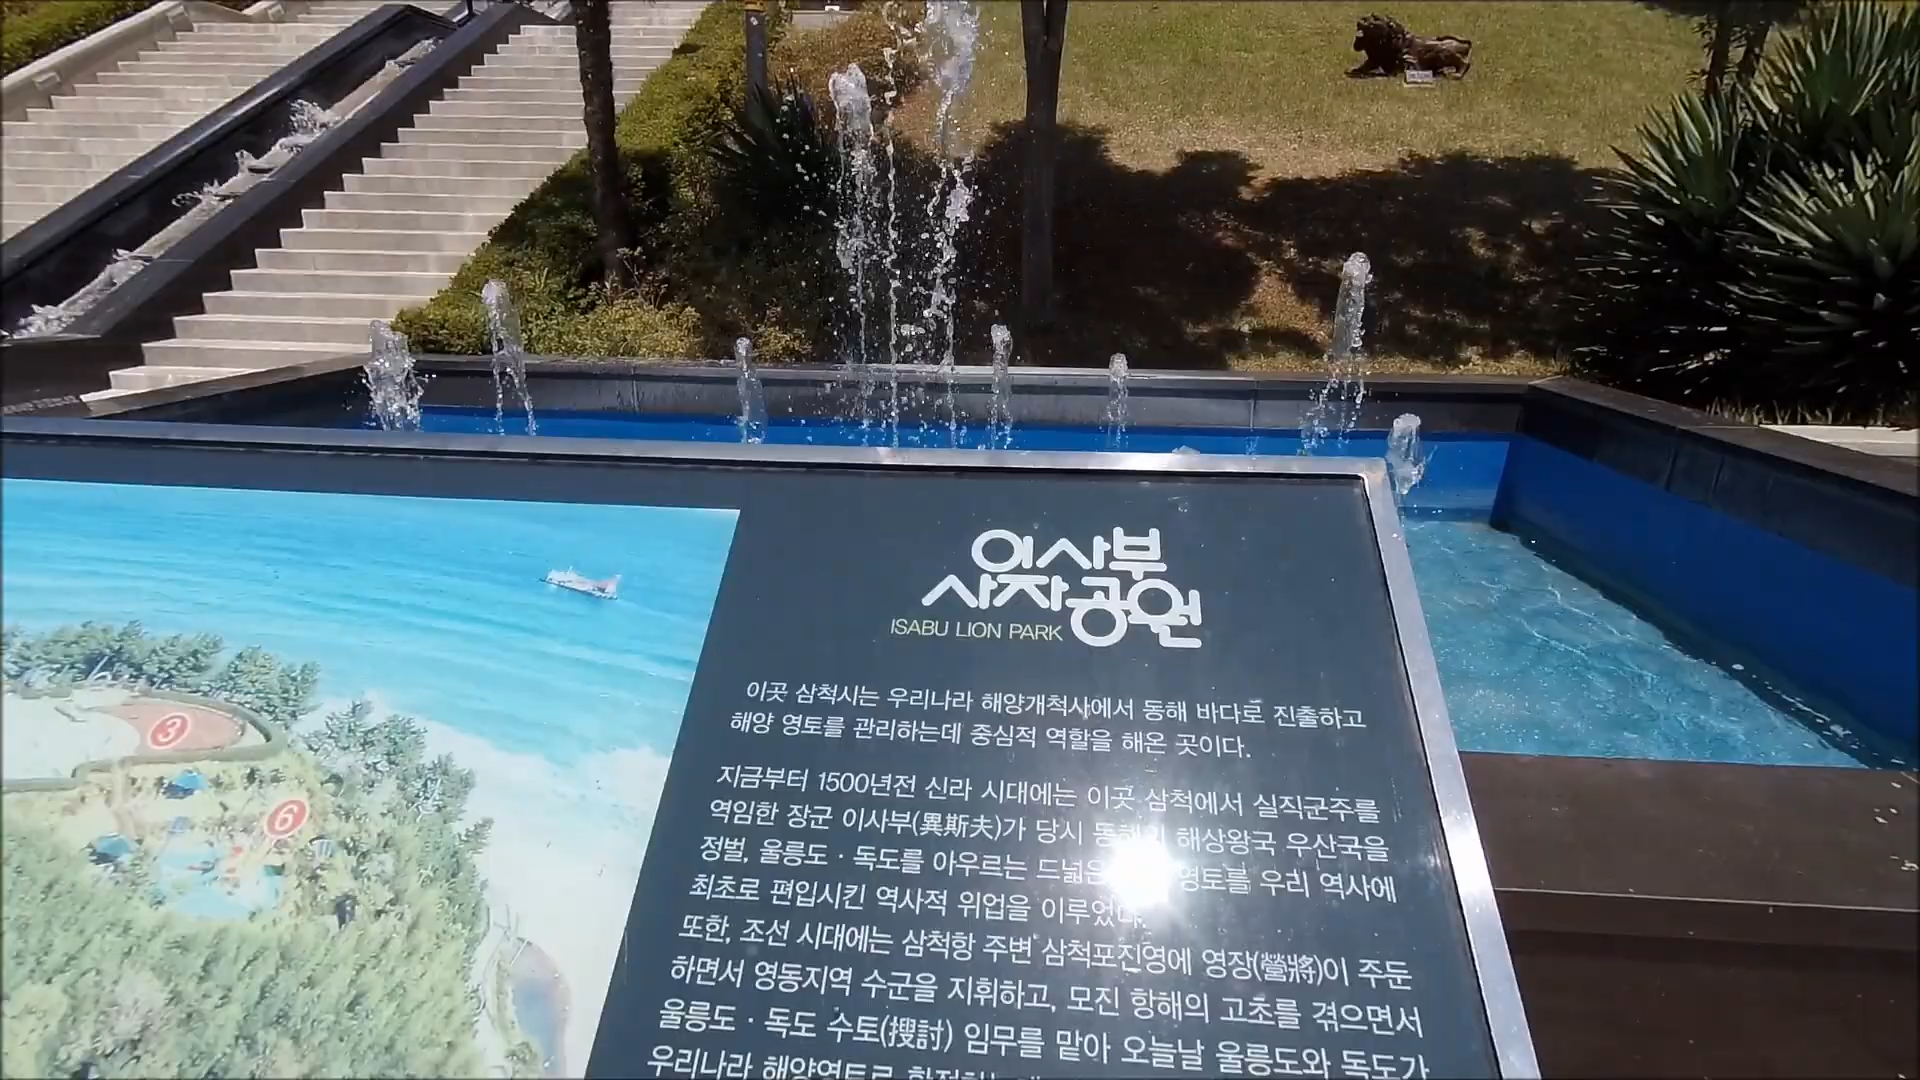 이사부
사자공원
ISABU LION PARK
이곳 삼척시는 우리나라 해양개척사에서 동해 바다로 진출하고
해양 영토를 관리하는데 중심적 역할을 해온 곳이다.
지금부터 1500년전 신라 시대에는 이곳 삼척에서 실직군주를
역임한 장군 이사부(異斯夫)가 당시 해상왕국 우산국을
정벌, 울릉도 · 독도를 아우르는 드넓은 영토를 우리 역사에
최초로 편입시킨 역사적 위업을 이루었다.
또한, 조선 시대에는 삼척항 주변 삼척포진영에 영장(營將)이 주둔
하면서 영동지역 수군을 지휘하고, 모진 항해의 고초를 겪으면서
울릉도 · 독도 수토(搜討) 임무를 맡아 오늘날 울릉도와 독도가
우리나라 해양영토로
3
6